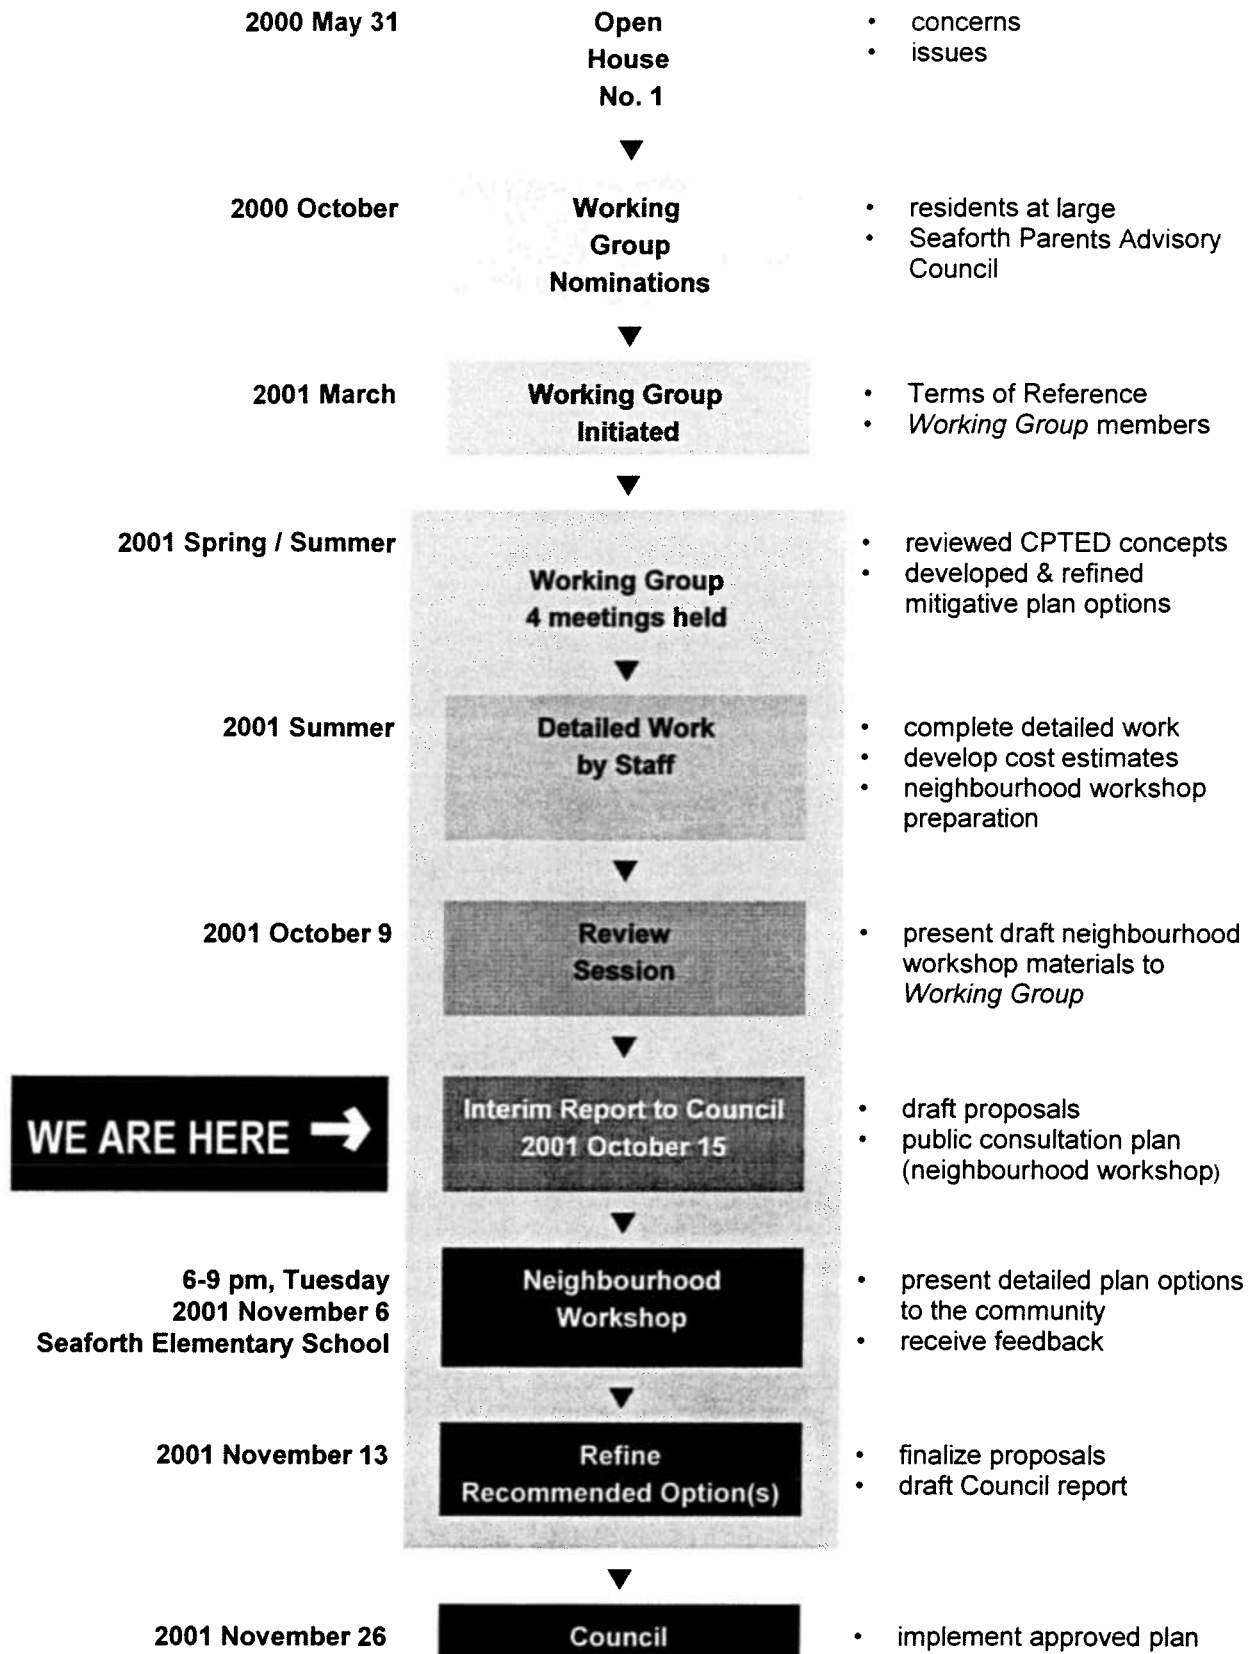 2000 May 31
Open
House
No. 1
• concerns
• issues
2000 October
Working
Group
Nominations
• residents at large
• Seaforth Parents Advisory
Council
2001 March
Working Group
Initiated
• Terms of Reference
• Working Group members
2001 Spring / Summer
Working Group
4 meetings held
• reviewed CPTED concepts
• developed & refined
mitigative plan options
2001 Summer
Detailed Work
by Staff
• complete detailed work
• develop cost estimates
• neighbourhood workshop
preparation
2001 October 9
Review
Session
• present draft neighbourhood
workshop materials to
Working Group
WE ARE HERE →
Interim Report to Council
2001 October 15
• draft proposals
• public consultation plan
(neighbourhood workshop)
6-9 pm, Tuesday
2001 November 6
Seaforth Elementary School
Neighbourhood
Workshop
• present detailed plan options
to the community
• receive feedback
2001 November 13
Refine
Recommended Option(s)
• finalize proposals
• draft Council report
2001 November 26
Council
• implement approved plan